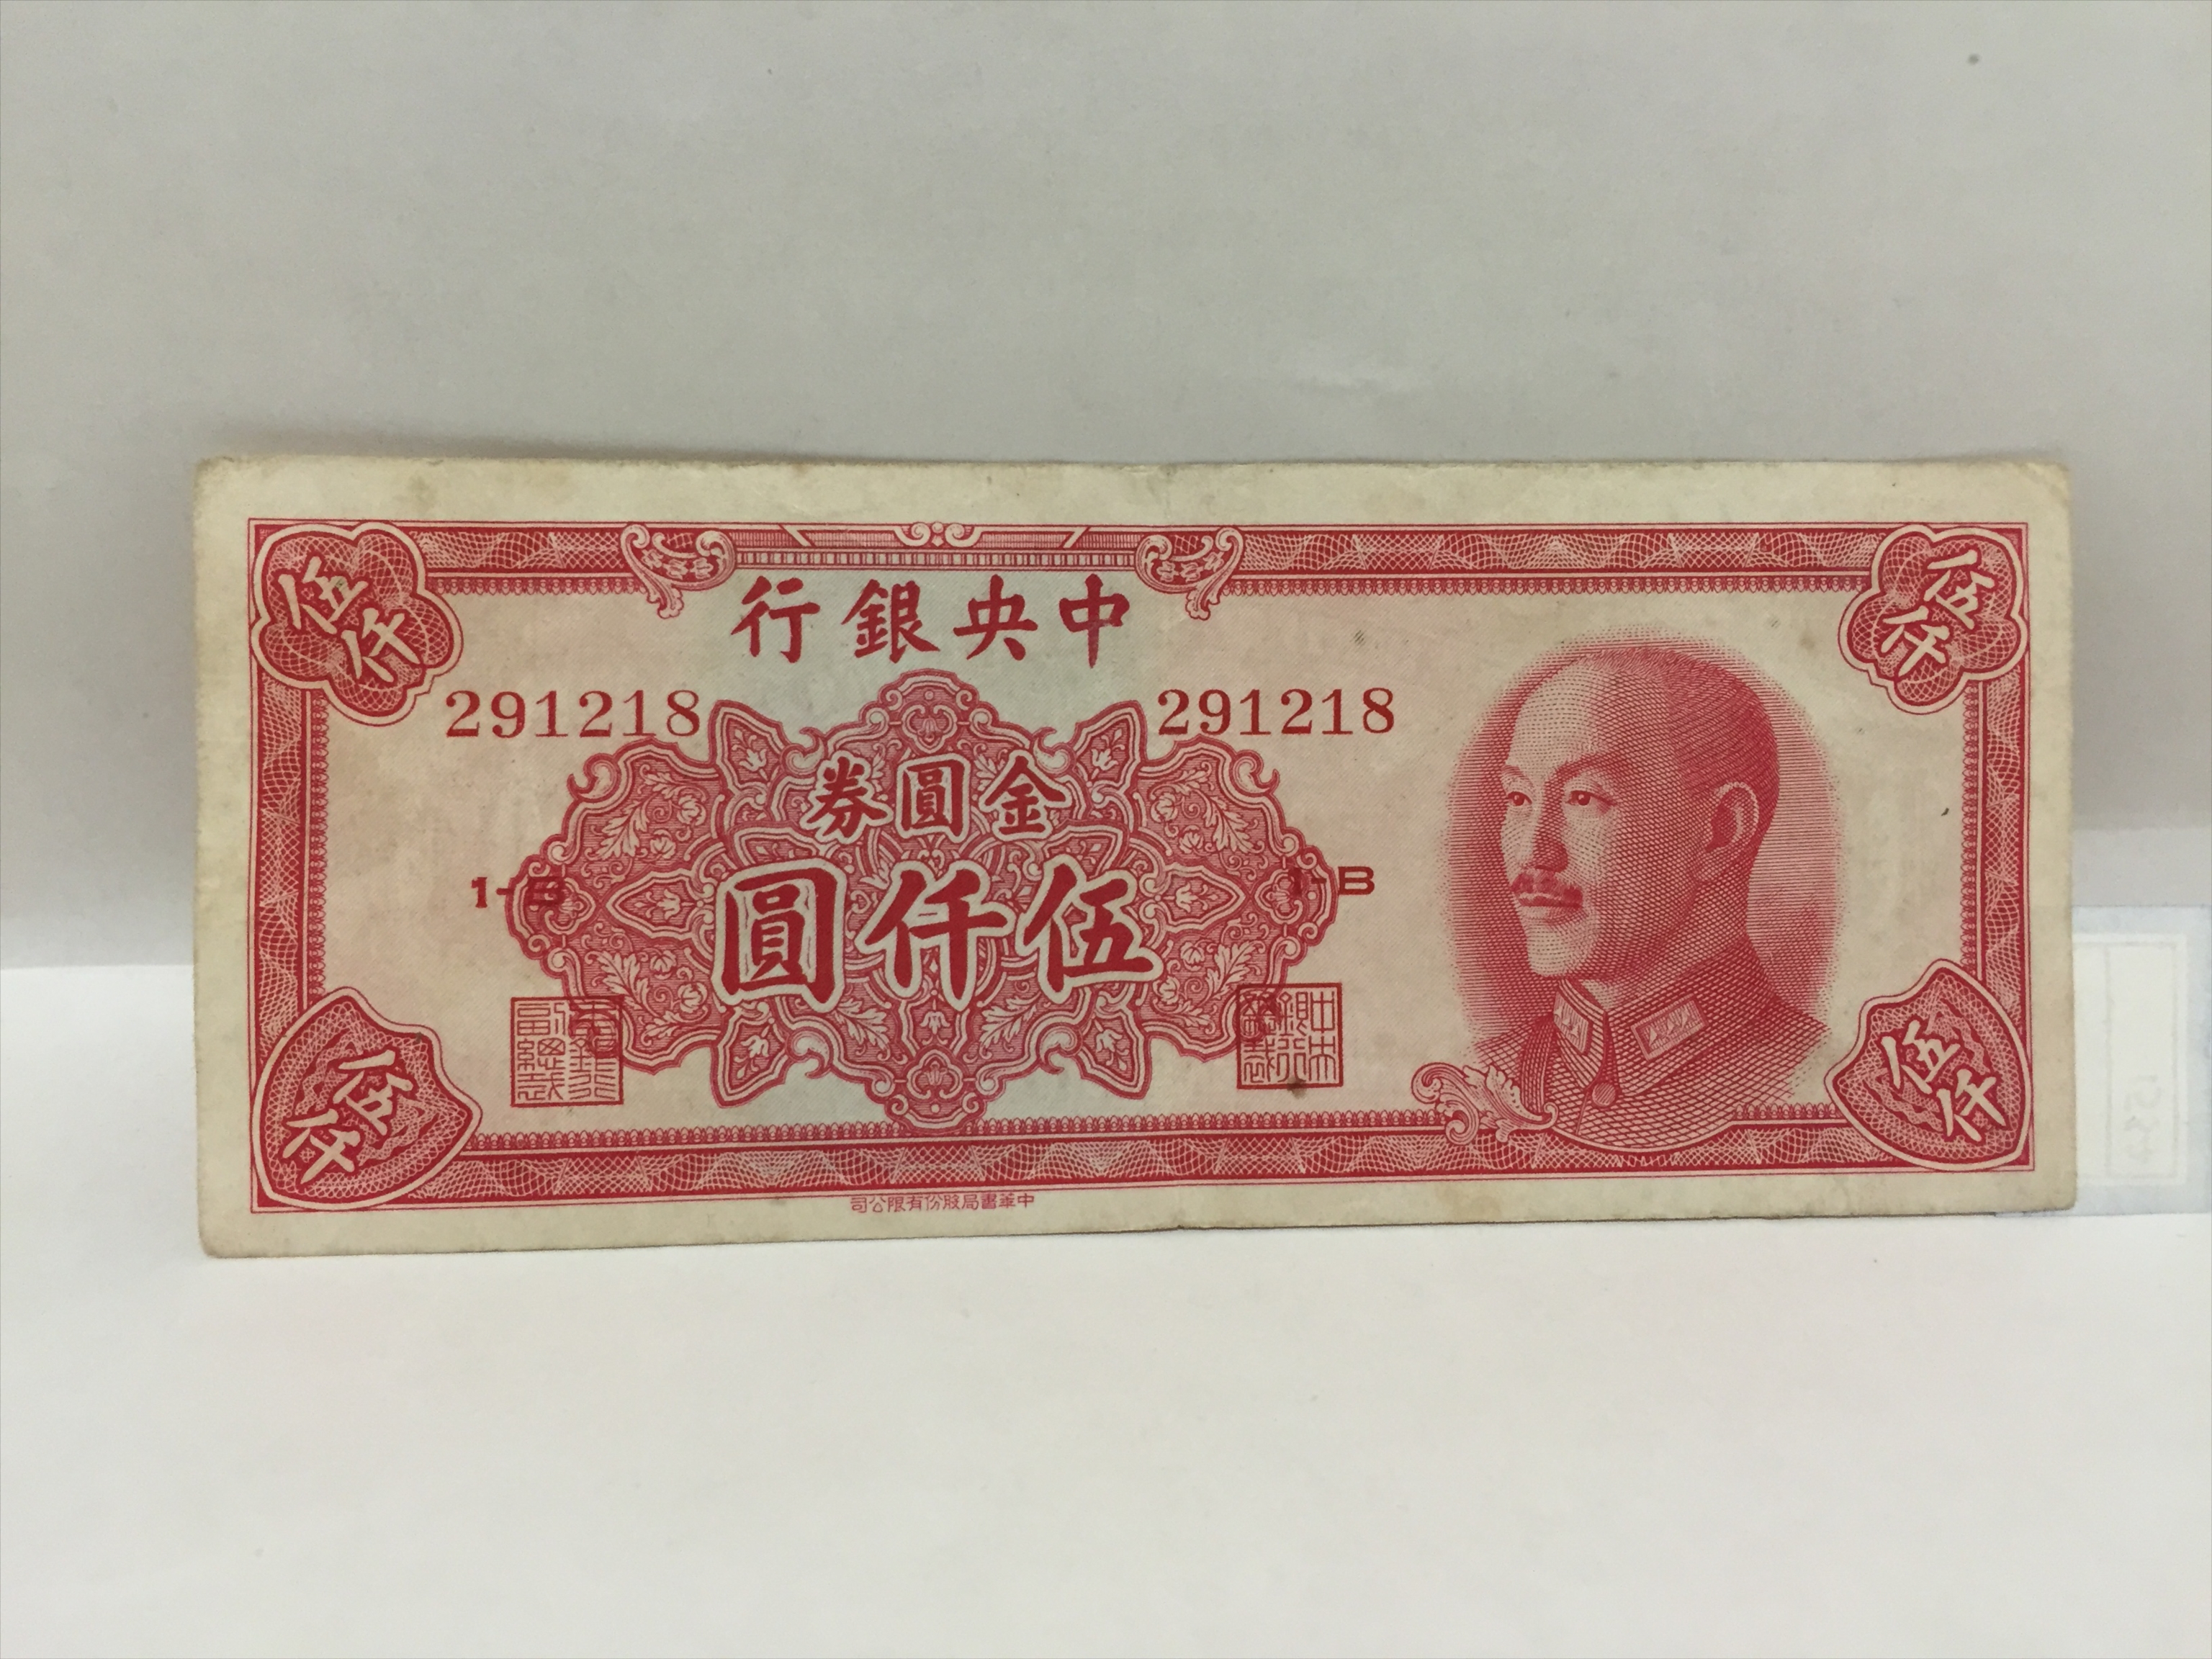 伍仟
伍仟
中央銀行
291218
291218
金圓券
1-B
1-B
伍仟圓
伍仟
伍仟
中華書局股份有限公司